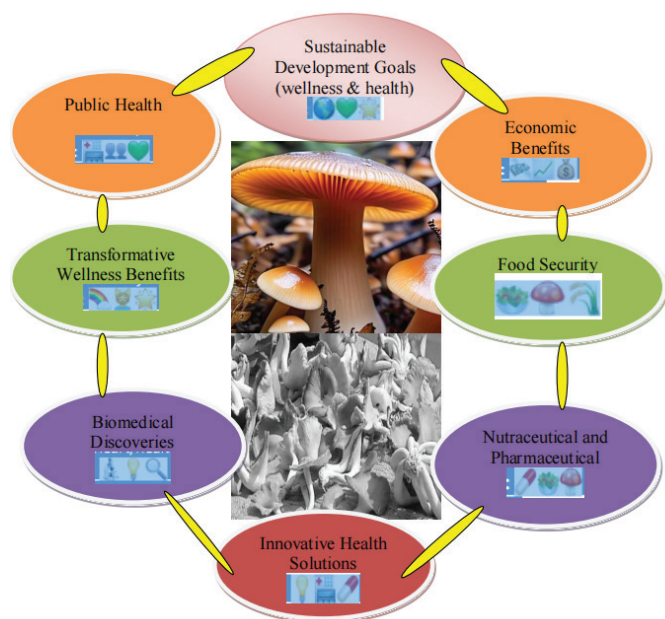 Sustainable
Development Goals
(wellness & health)
Public Health
Economic
Benefits
Transformative
Wellness Benefits
Food Security
Biomedical
Discoveries
Nutraceutical and
Pharmaceutical
Innovative Health
Solutions